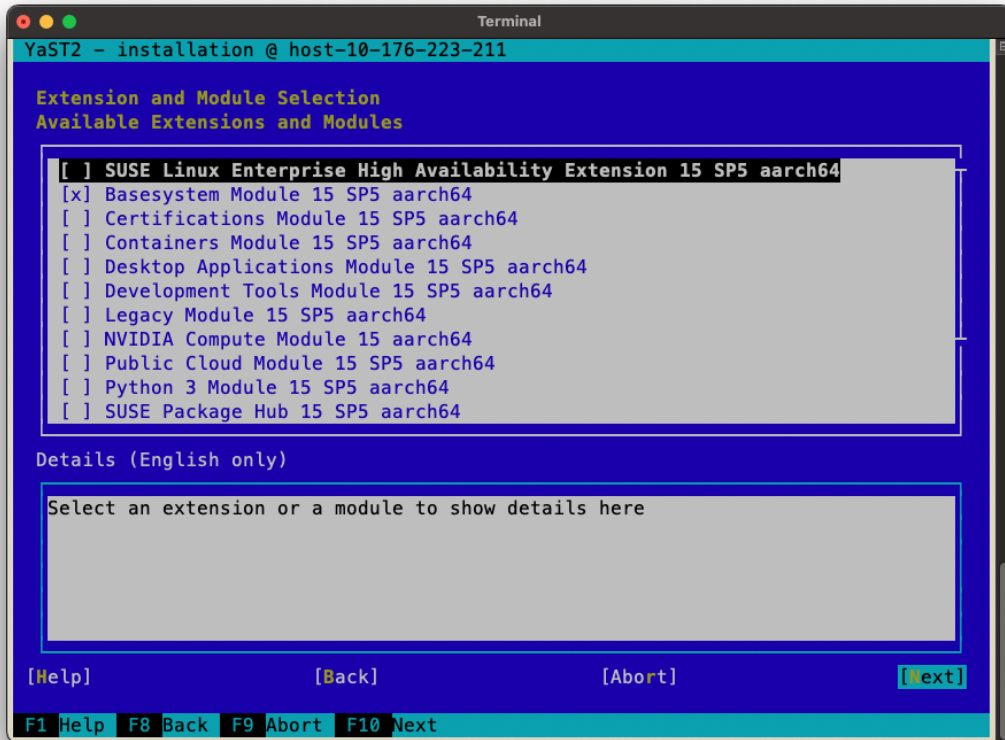 Terminal
YaST2 - installation @ host-10-176-223-211
Extension and Module Selection
Available Extensions and Modules
[ ] SUSE Linux Enterprise High Availability Extension 15 SP5 aarch64
[x] Basesystem Module 15 SP5 aarch64
[ ] Certifications Module 15 SP5 aarch64
[ ] Containers Module 15 SP5 aarch64
[ ] Desktop Applications Module 15 SP5 aarch64
[ ] Development Tools Module 15 SP5 aarch64
[ ] Legacy Module 15 SP5 aarch64
[ ] NVIDIA Compute Module 15 aarch64
[ ] Public Cloud Module 15 SP5 aarch64
[ ] Python 3 Module 15 SP5 aarch64
[ ] SUSE Package Hub 15 SP5 aarch64
Details (English only)
Select an extension or a module to show details here
[Help] [Back] [Abort] [Next]
F1 Help F8 Back F9 Abort F10 Next